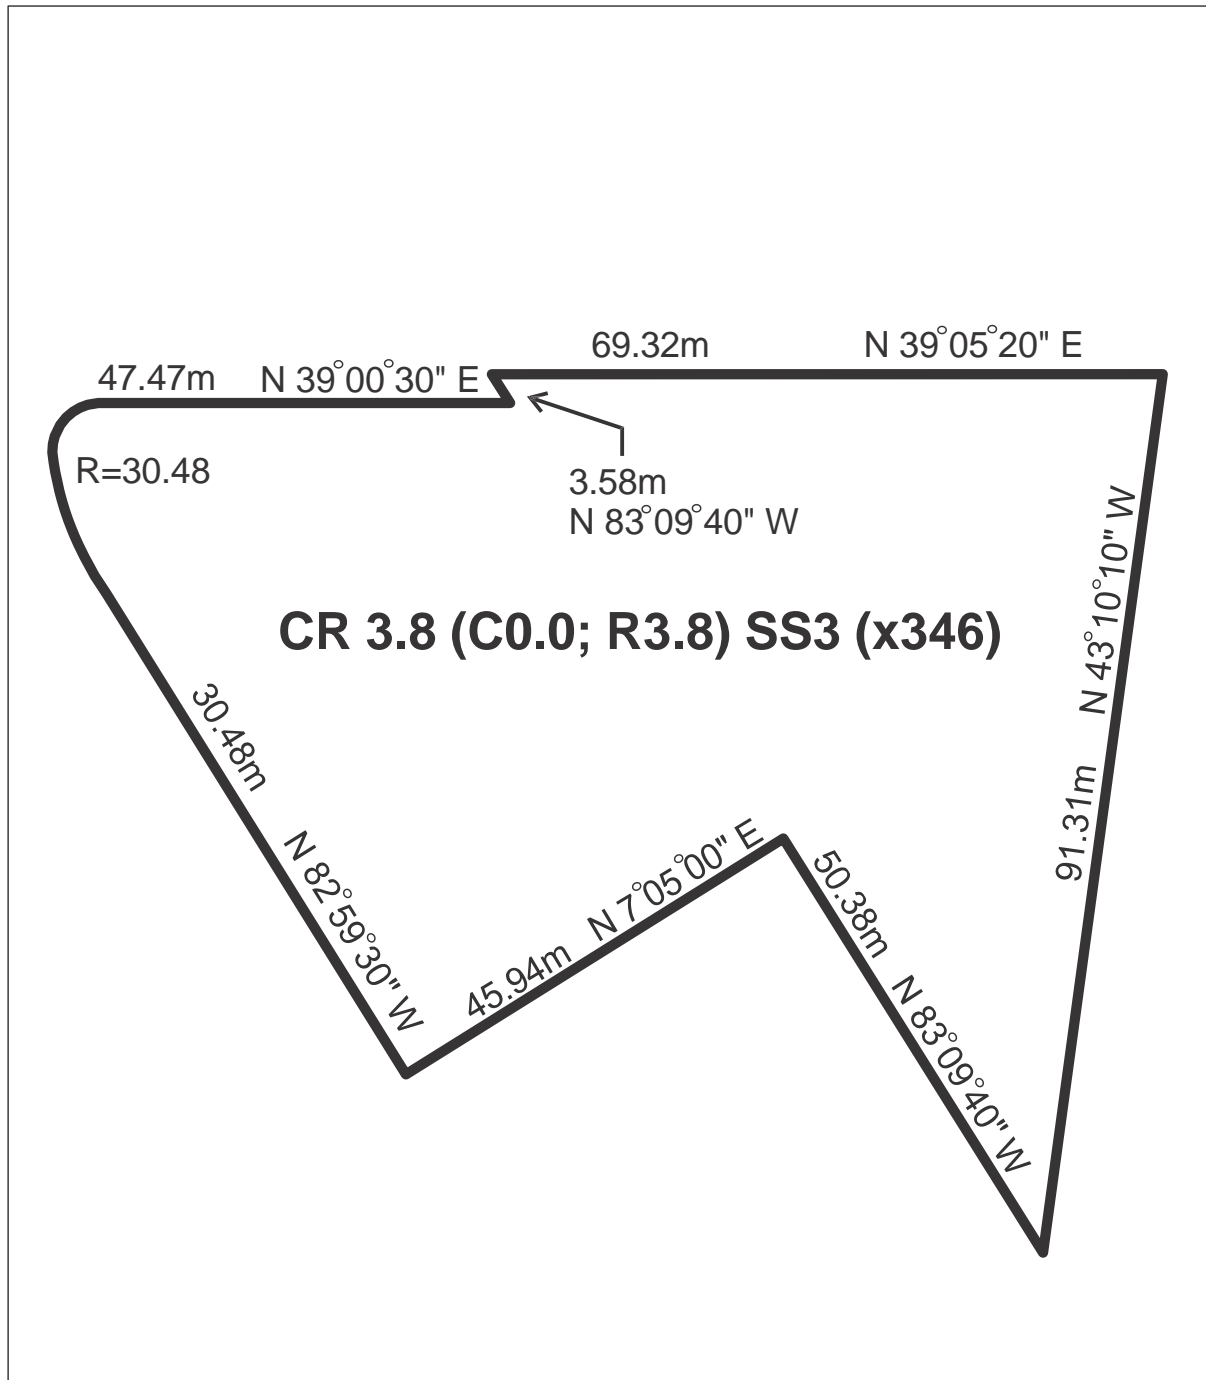 69.32m N 39°05°20" E
47.47m N 39°00°30" E
R=30.48
3.58m
N 83°09°40" W
CR 3.8 (C0.0; R3.8) SS3 (x346)
91.31m N 43°10°10" W
30.48m N 82°59°30" W
45.94m N 7°05°00" E
50.38m N 83°09°40" W